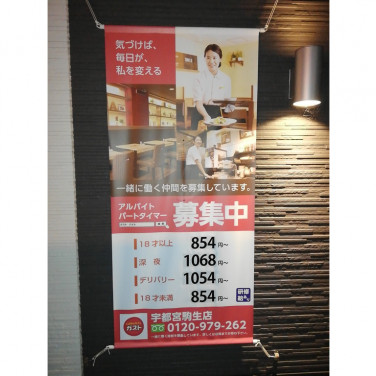 気づけば、
毎日が、
私を変える
一緒に働く仲間を募集しています。
アルバイト
パートタイマー
募集中
18才以上 854円~
深夜 1068円~
デリバリー 1054円~
18才未満 854円~
研修
ガスト
宇都宮駒生店
0120-979-262